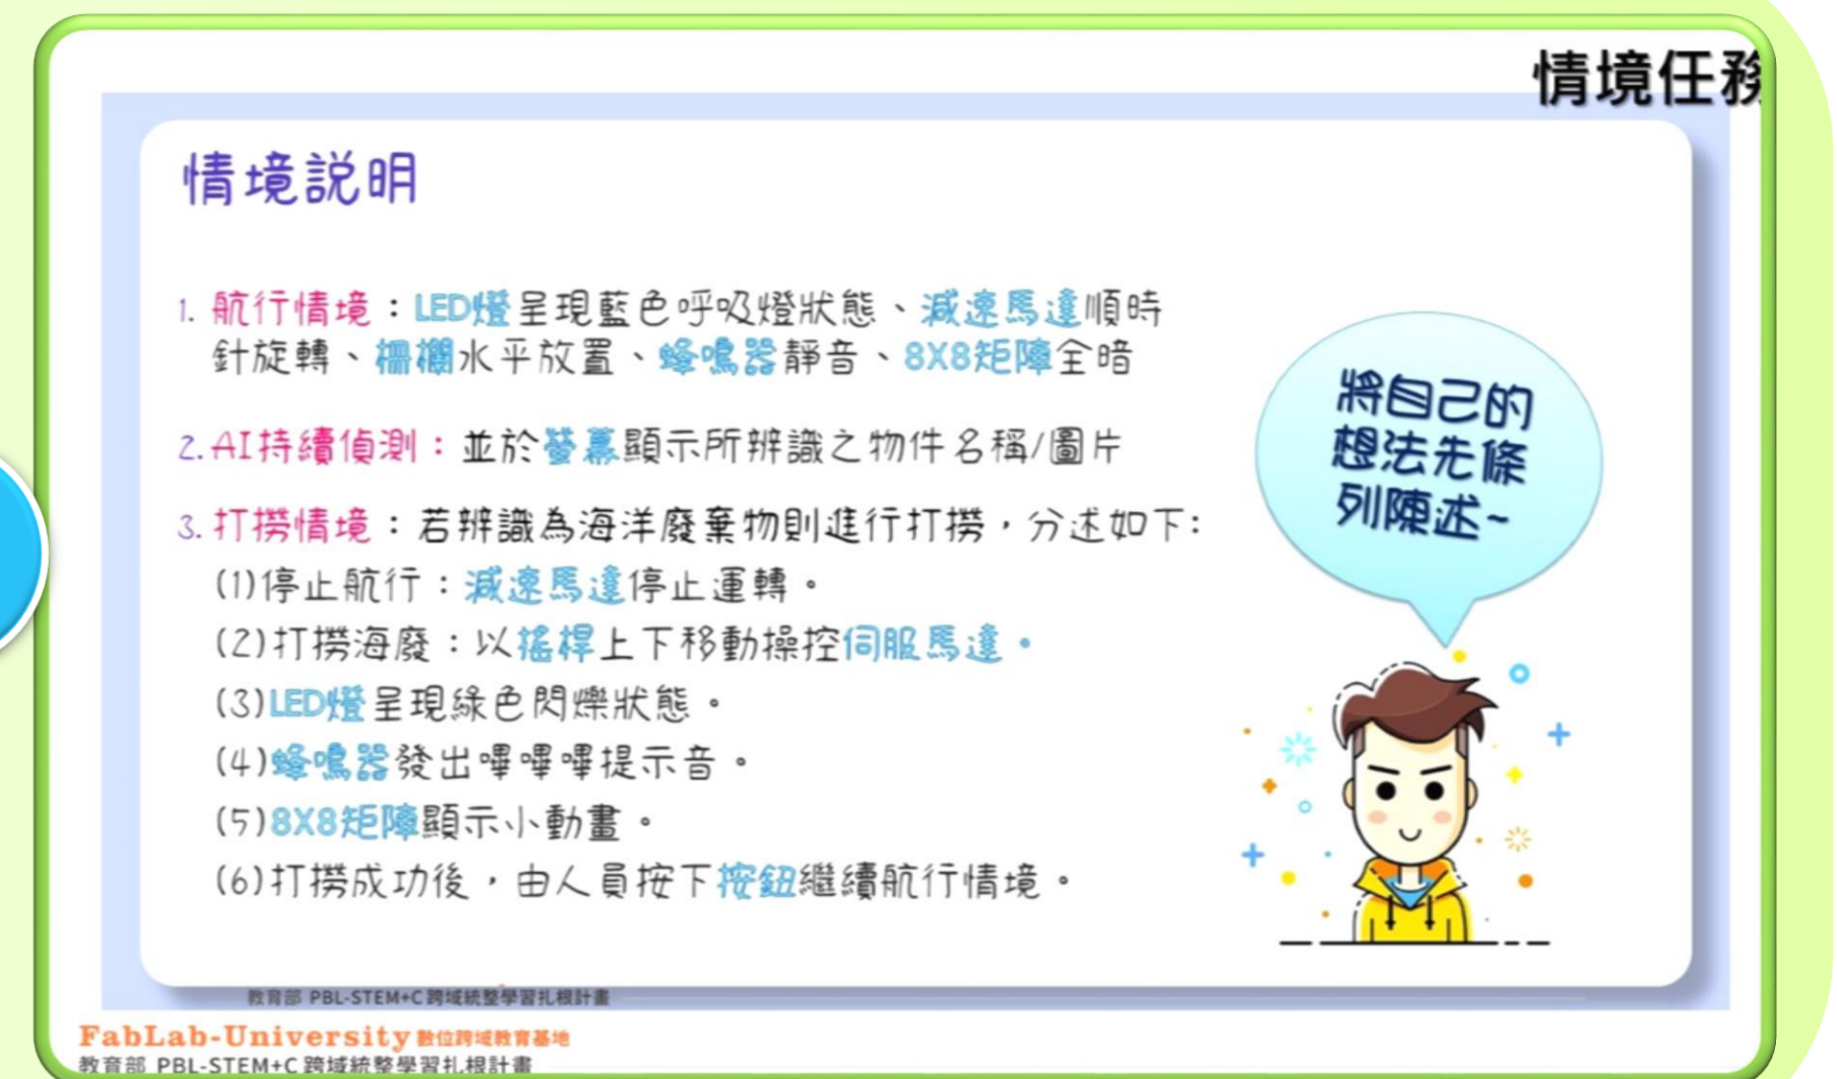 情境任務
情境説明
1. 航行情境：LED燈呈現藍色呼吸燈狀態、減速馬達順時
針旋轉、柵欄水平放置、蜂鳴器靜音、8X8矩陣全暗
2. AI持續偵測：並於螢幕顯示所辨識之物件名稱/圖片
3. 打撈情境：若辨識為海洋廢棄物則進行打撈，分述如下:
(1)停止航行：減速馬達停止運轉。
(2)打撈海廢：以搖桿上下移動操控伺服馬達。
(3)LED燈呈現綠色閃爍狀態。
(4)蜂鳴器發出嗶嗶嗶提示音。
(5)8X8矩陣顯示小動畫。
(6)打撈成功後，由人員按下按鈕繼續航行情境。
將自己的
想法先條
列陳述~
教育部 PBL-STEM+C 跨域統整學習扎根計畫
FabLab-University 數位跨域教育基地
教育部 PBL-STEM+C 跨域統整學習扎根計畫